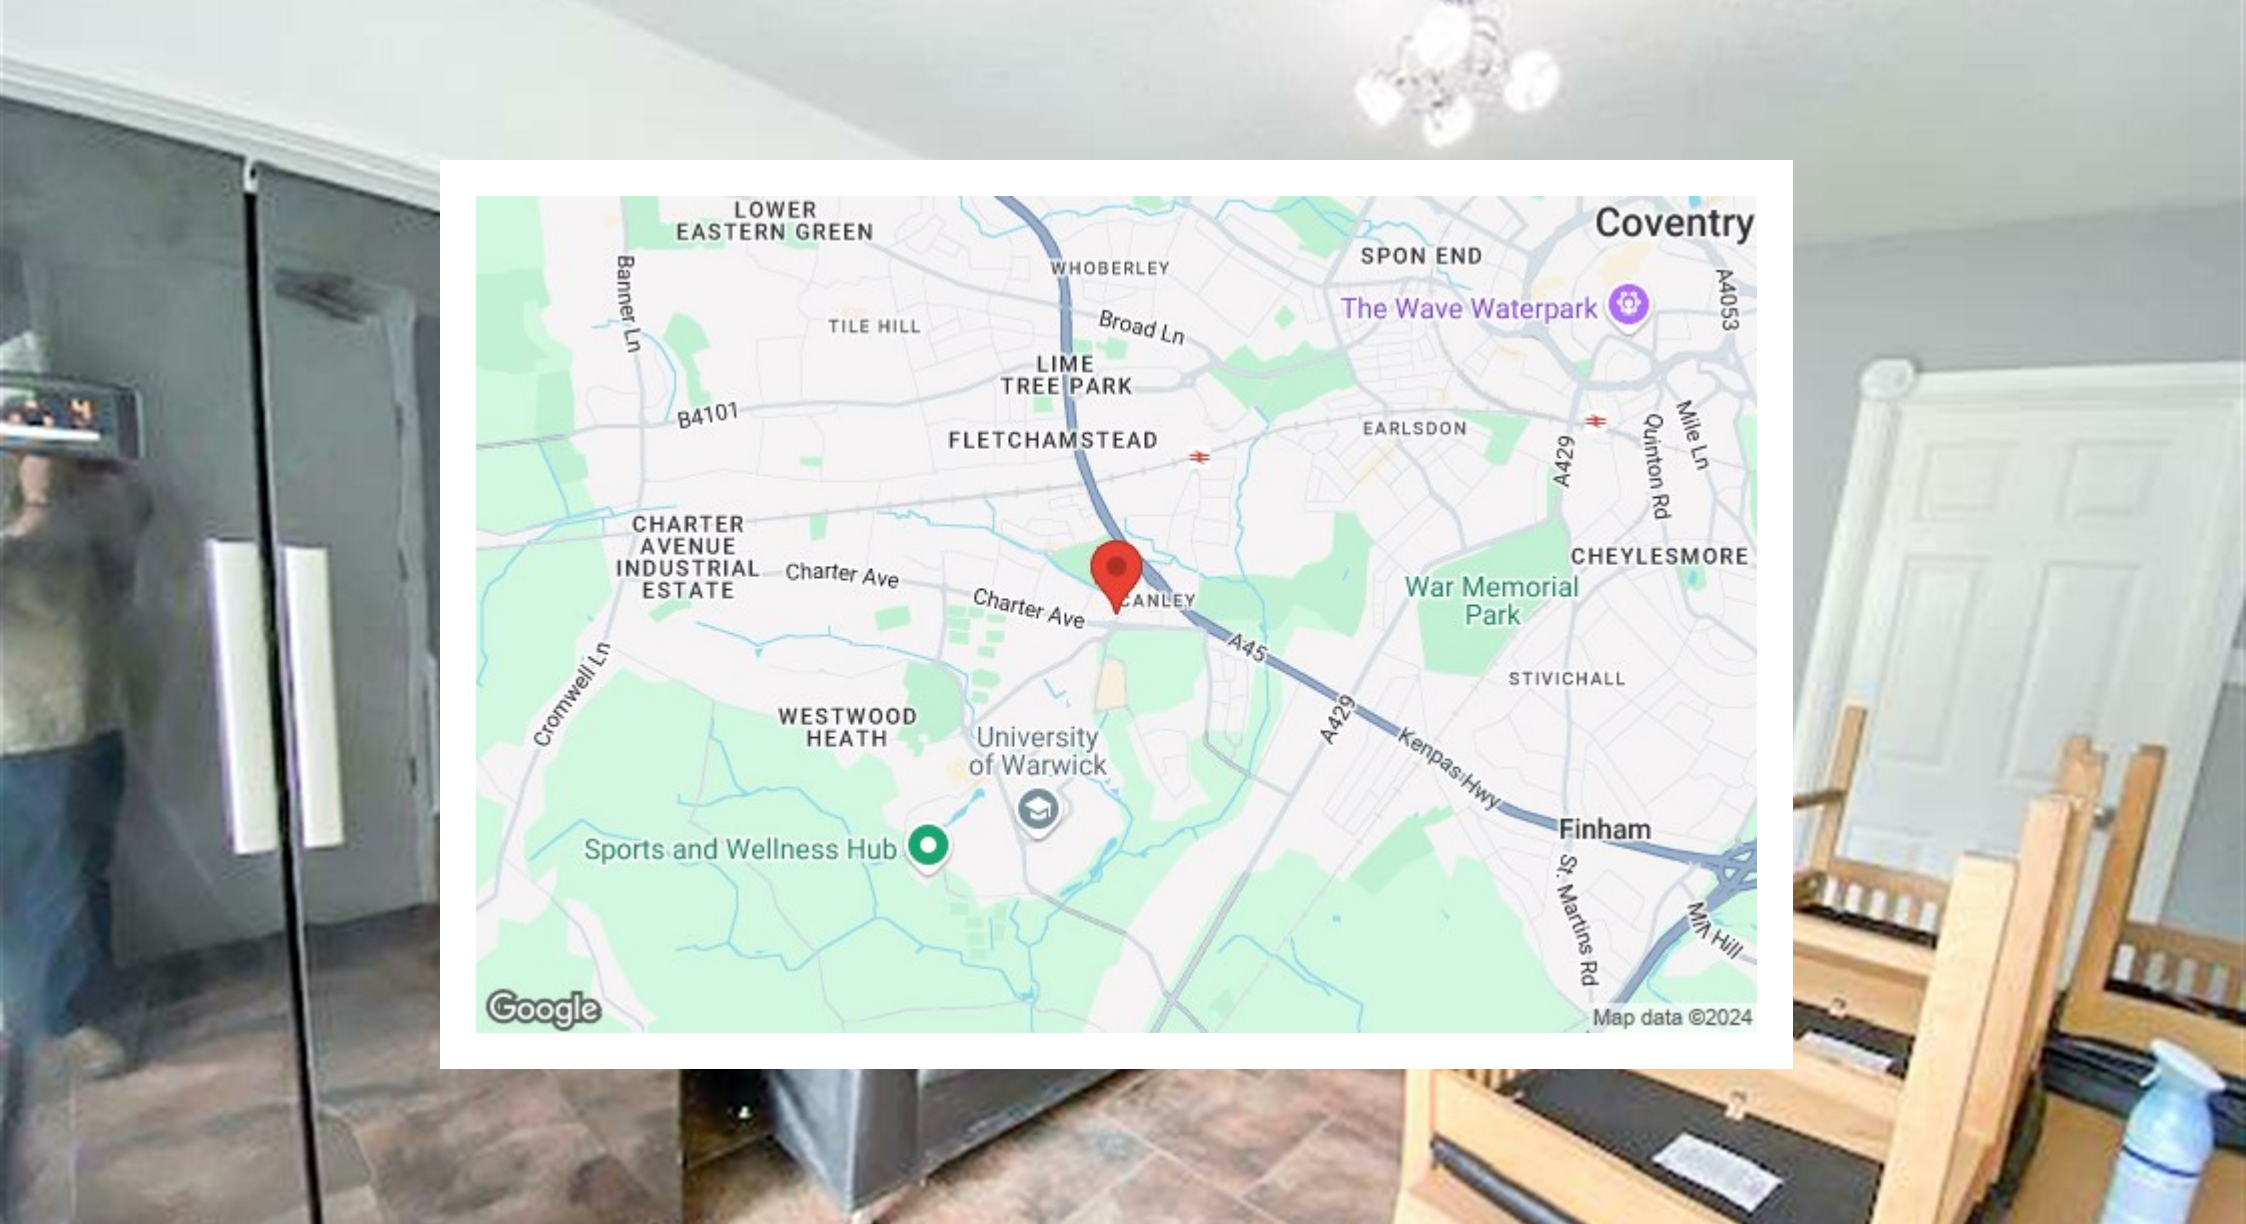 LOWER
EASTERN GREEN
Coventry
WHOBERLEY
SPON END
Banner Ln
A4053
The Wave Waterpark
TILE HILL
Broad Ln
LIME
TREE PARK
B4101
Mile Ln
FLETCHAMSTEAD
EARLSDON
A429
Quinton Rd
CHARTER
AVENUE
INDUSTRIAL
ESTATE
Charter Ave
Charter Ave
CANLEY
CHEYLESMORE
War Memorial
Park
A45
Cromwell Ln
STIVICHALL
WESTWOOD
HEATH
University
of Warwick
A429
Kenpas Hwy
Sports and Wellness Hub
Finham
St. Martins Rd
Mill Hill
Google
Map data ©2024